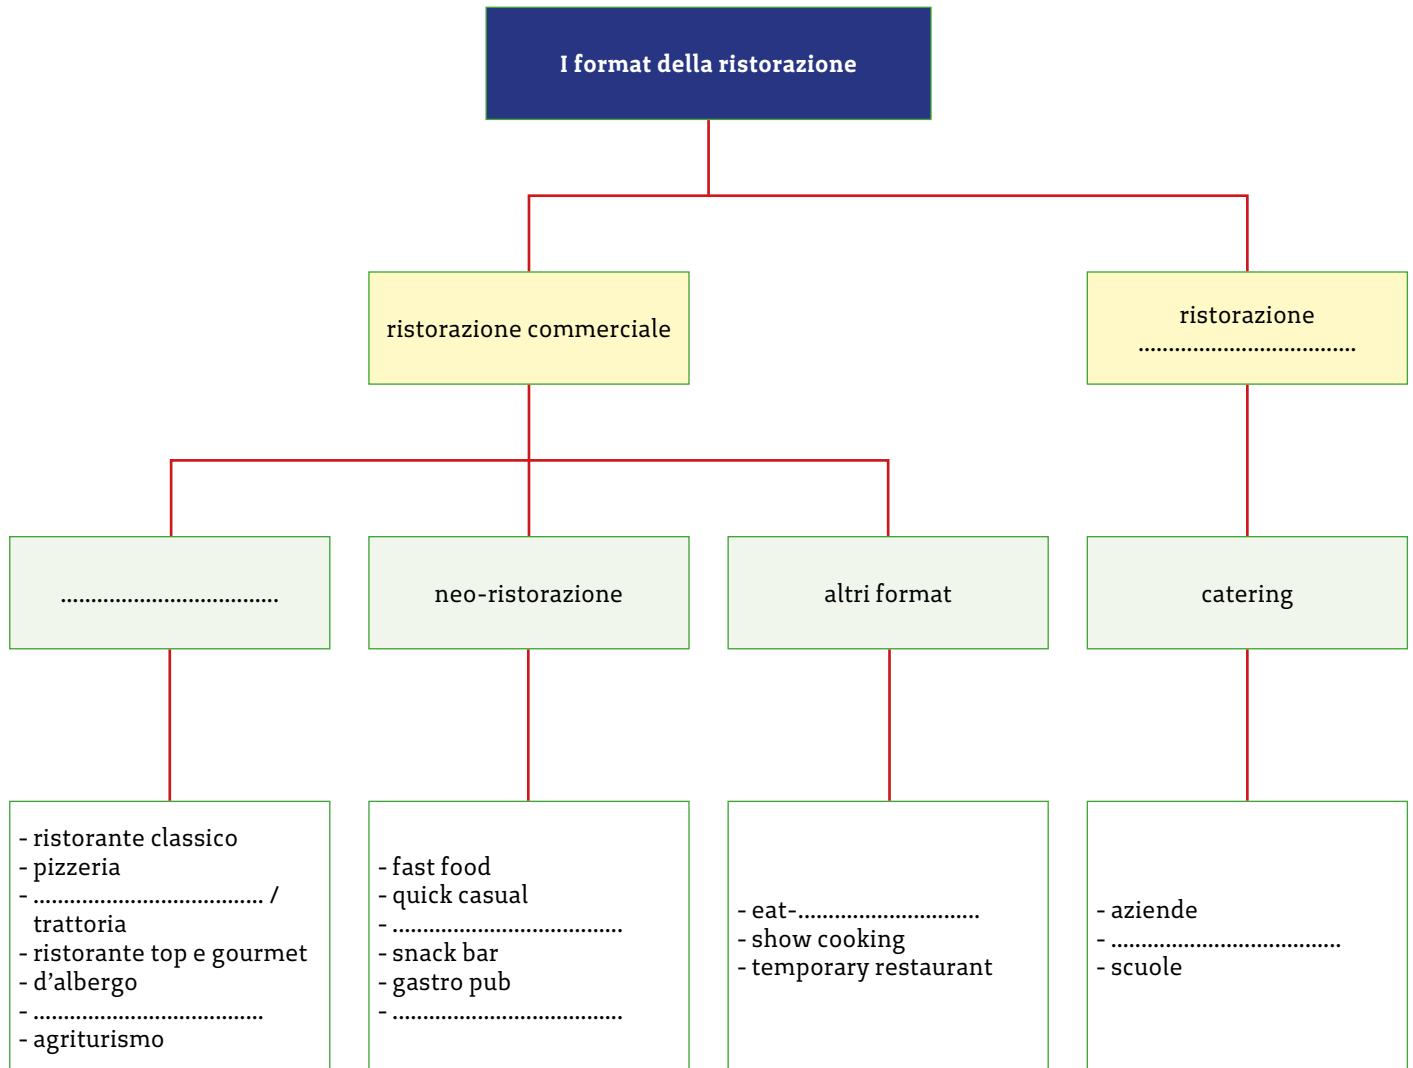 I format della ristorazione
ristorazione commerciale
ristorazione
....................................
....................................
neo-ristorazione
altri format
catering
- ristorante classico
- pizzeria
- ...................................... /
trattoria
- ristorante top e gourmet
- d'albergo
- ......................................
- agriturismo
- fast food
- quick casual
- ......................................
- snack bar
- gastro pub
- ......................................
- eat-..............................
- show cooking
- temporary restaurant
- aziende
- ......................................
- scuole